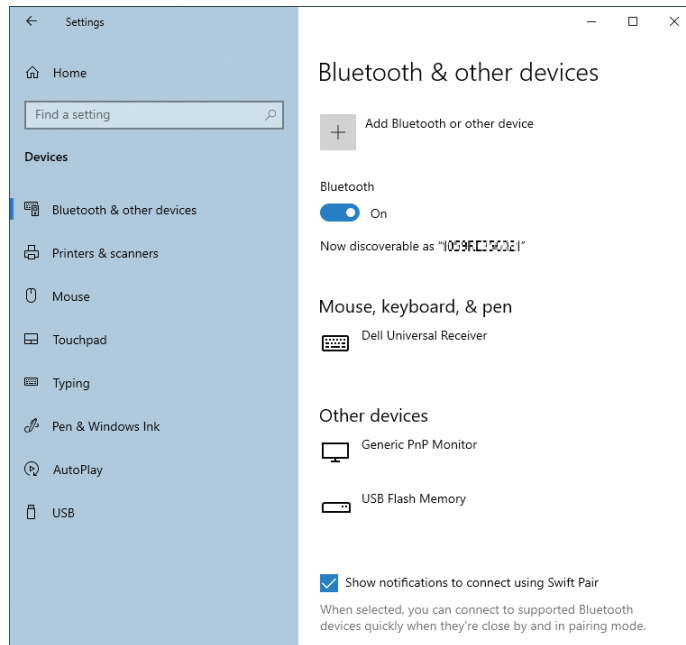 Settings
Home
Find a setting
Devices
Bluetooth & other devices
Printers & scanners
Mouse
Touchpad
Typing
Pen & Windows Ink
AutoPlay
USB
Bluetooth & other devices
Add Bluetooth or other device
Bluetooth
On
Now discoverable as
Mouse, keyboard, & pen
Dell Universal Receiver
Other devices
Generic PnP Monitor
USB Flash Memory
Show notifications to connect using Swift Pair
When selected, you can connect to supported Bluetooth
devices quickly when they're close by and in pairing mode.